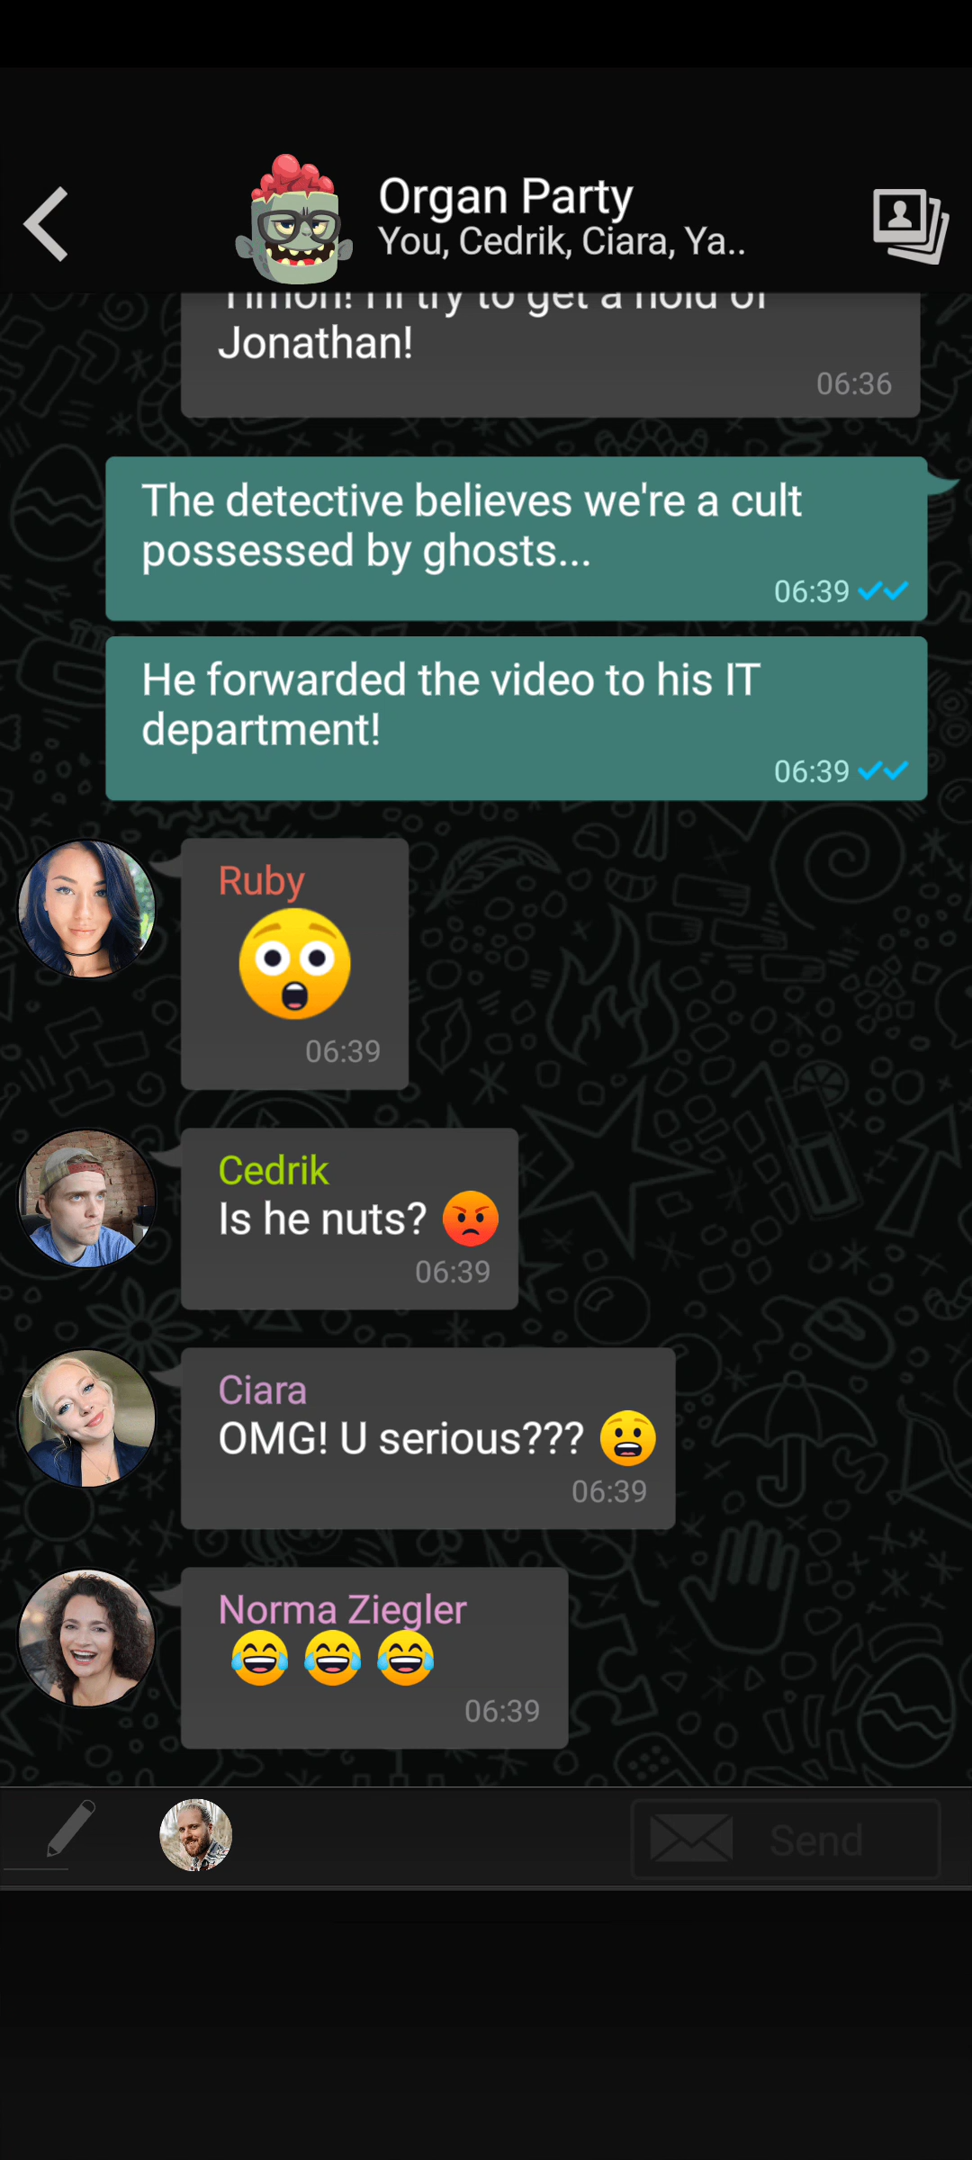 Organ Party
You, Cedrik, Ciara, Ya..
Timon! I'll try to get a hold of
Jonathan!
06:36
The detective believes we're a cult
possessed by ghosts...
06:39
He forwarded the video to his IT
department!
06:39
Ruby
06:39
Cedrik
Is he nuts? 😡
06:39
Ciara
OMG! U serious??? 😲
06:39
Norma Ziegler
😂 😂 😂
06:39
Send